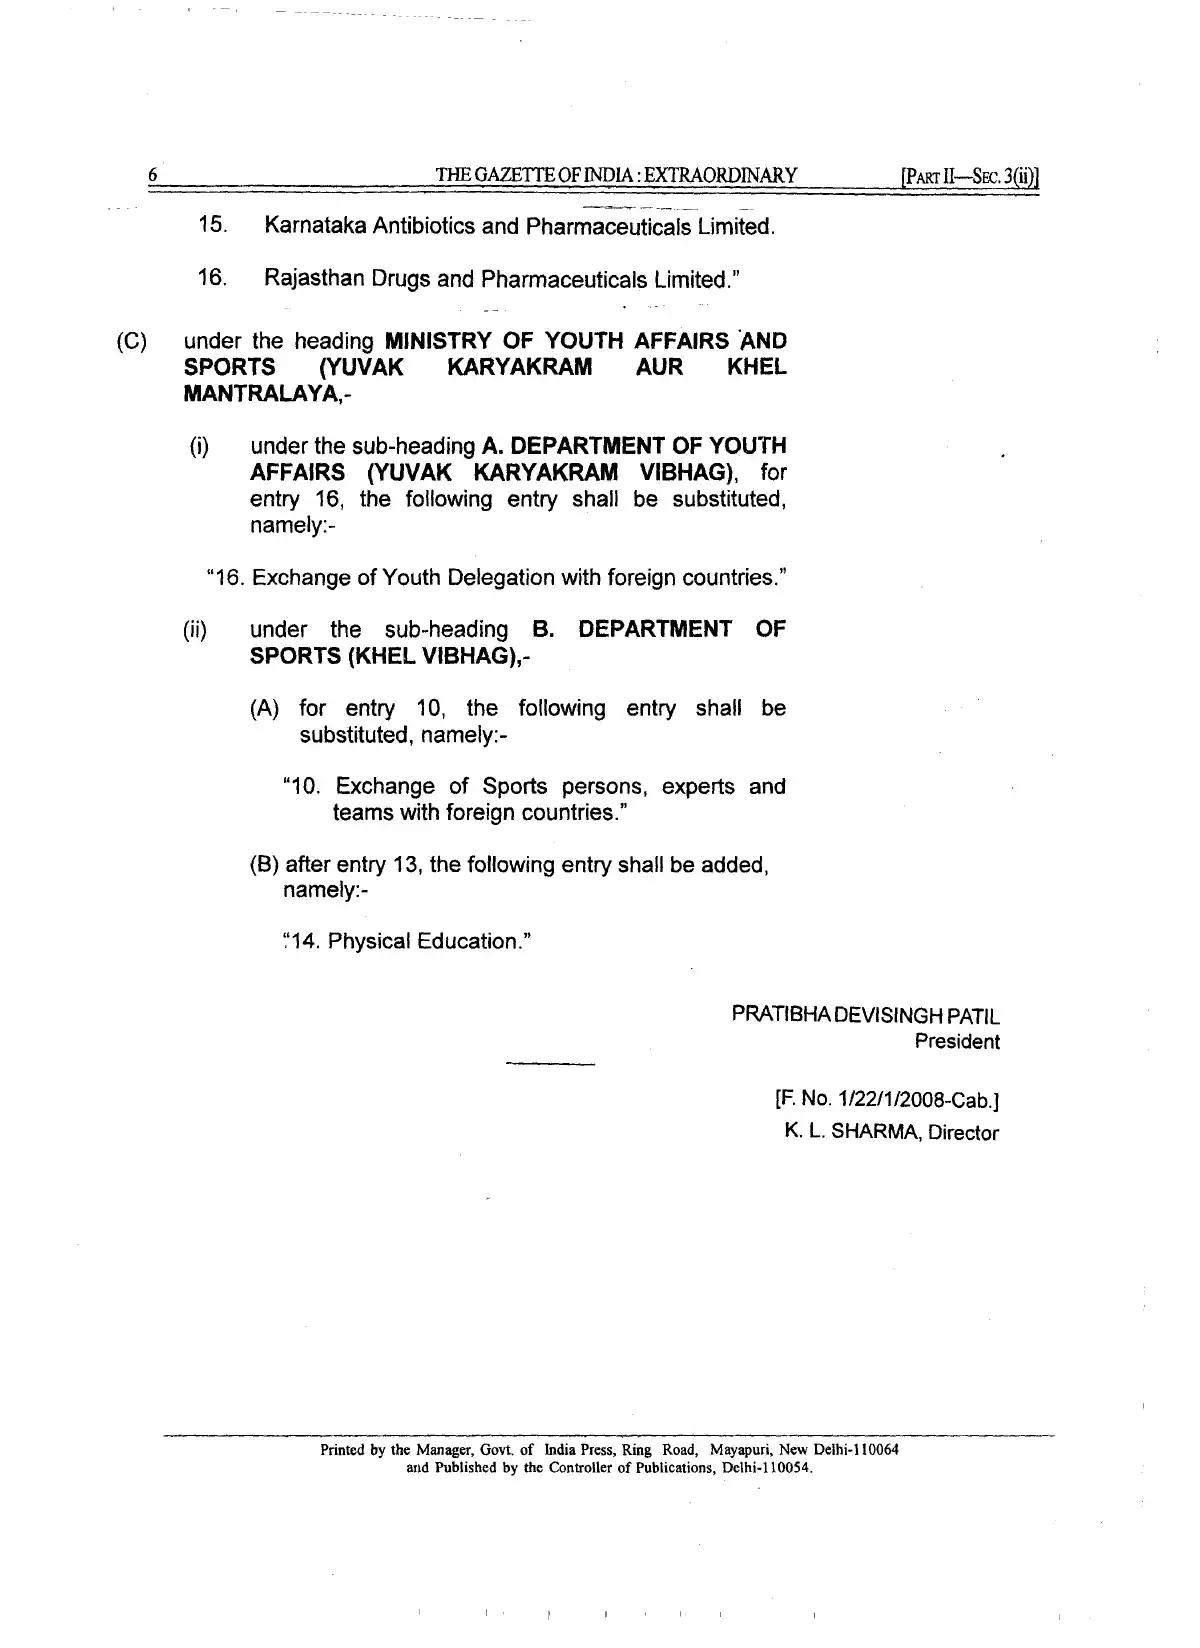 6 THE GAZETTE OF INDIA : EXTRAORDINARY [PART II—SEC. 3(ii)]
15. Karnataka Antibiotics and Pharmaceuticals Limited.
16. Rajasthan Drugs and Pharmaceuticals Limited.”
(C) under the heading MINISTRY OF YOUTH AFFAIRS AND
SPORTS (YUVAK KARYAKRAM AUR KHEL
MANTRALAYA,-
(i) under the sub-heading A. DEPARTMENT OF YOUTH
AFFAIRS (YUVAK KARYAKRAM VIBHAG), for
entry 16, the following entry shall be substituted,
namely:-
“16. Exchange of Youth Delegation with foreign countries.”
(ii) under the sub-heading B. DEPARTMENT OF
SPORTS (KHEL VIBHAG),-
(A) for entry 10, the following entry shall be
substituted, namely:-
“10. Exchange of Sports persons, experts and
teams with foreign countries.”
(B) after entry 13, the following entry shall be added,
namely:-
“14. Physical Education.”
PRATIBHA DEVISINGH PATIL
President
[F. No. 1/22/1/2008-Cab.]
K. L. SHARMA, Director
Printed by the Manager, Govt. of India Press, Ring Road, Mayapuri, New Delhi-110064
and Published by the Controller of Publications, Delhi-110054.